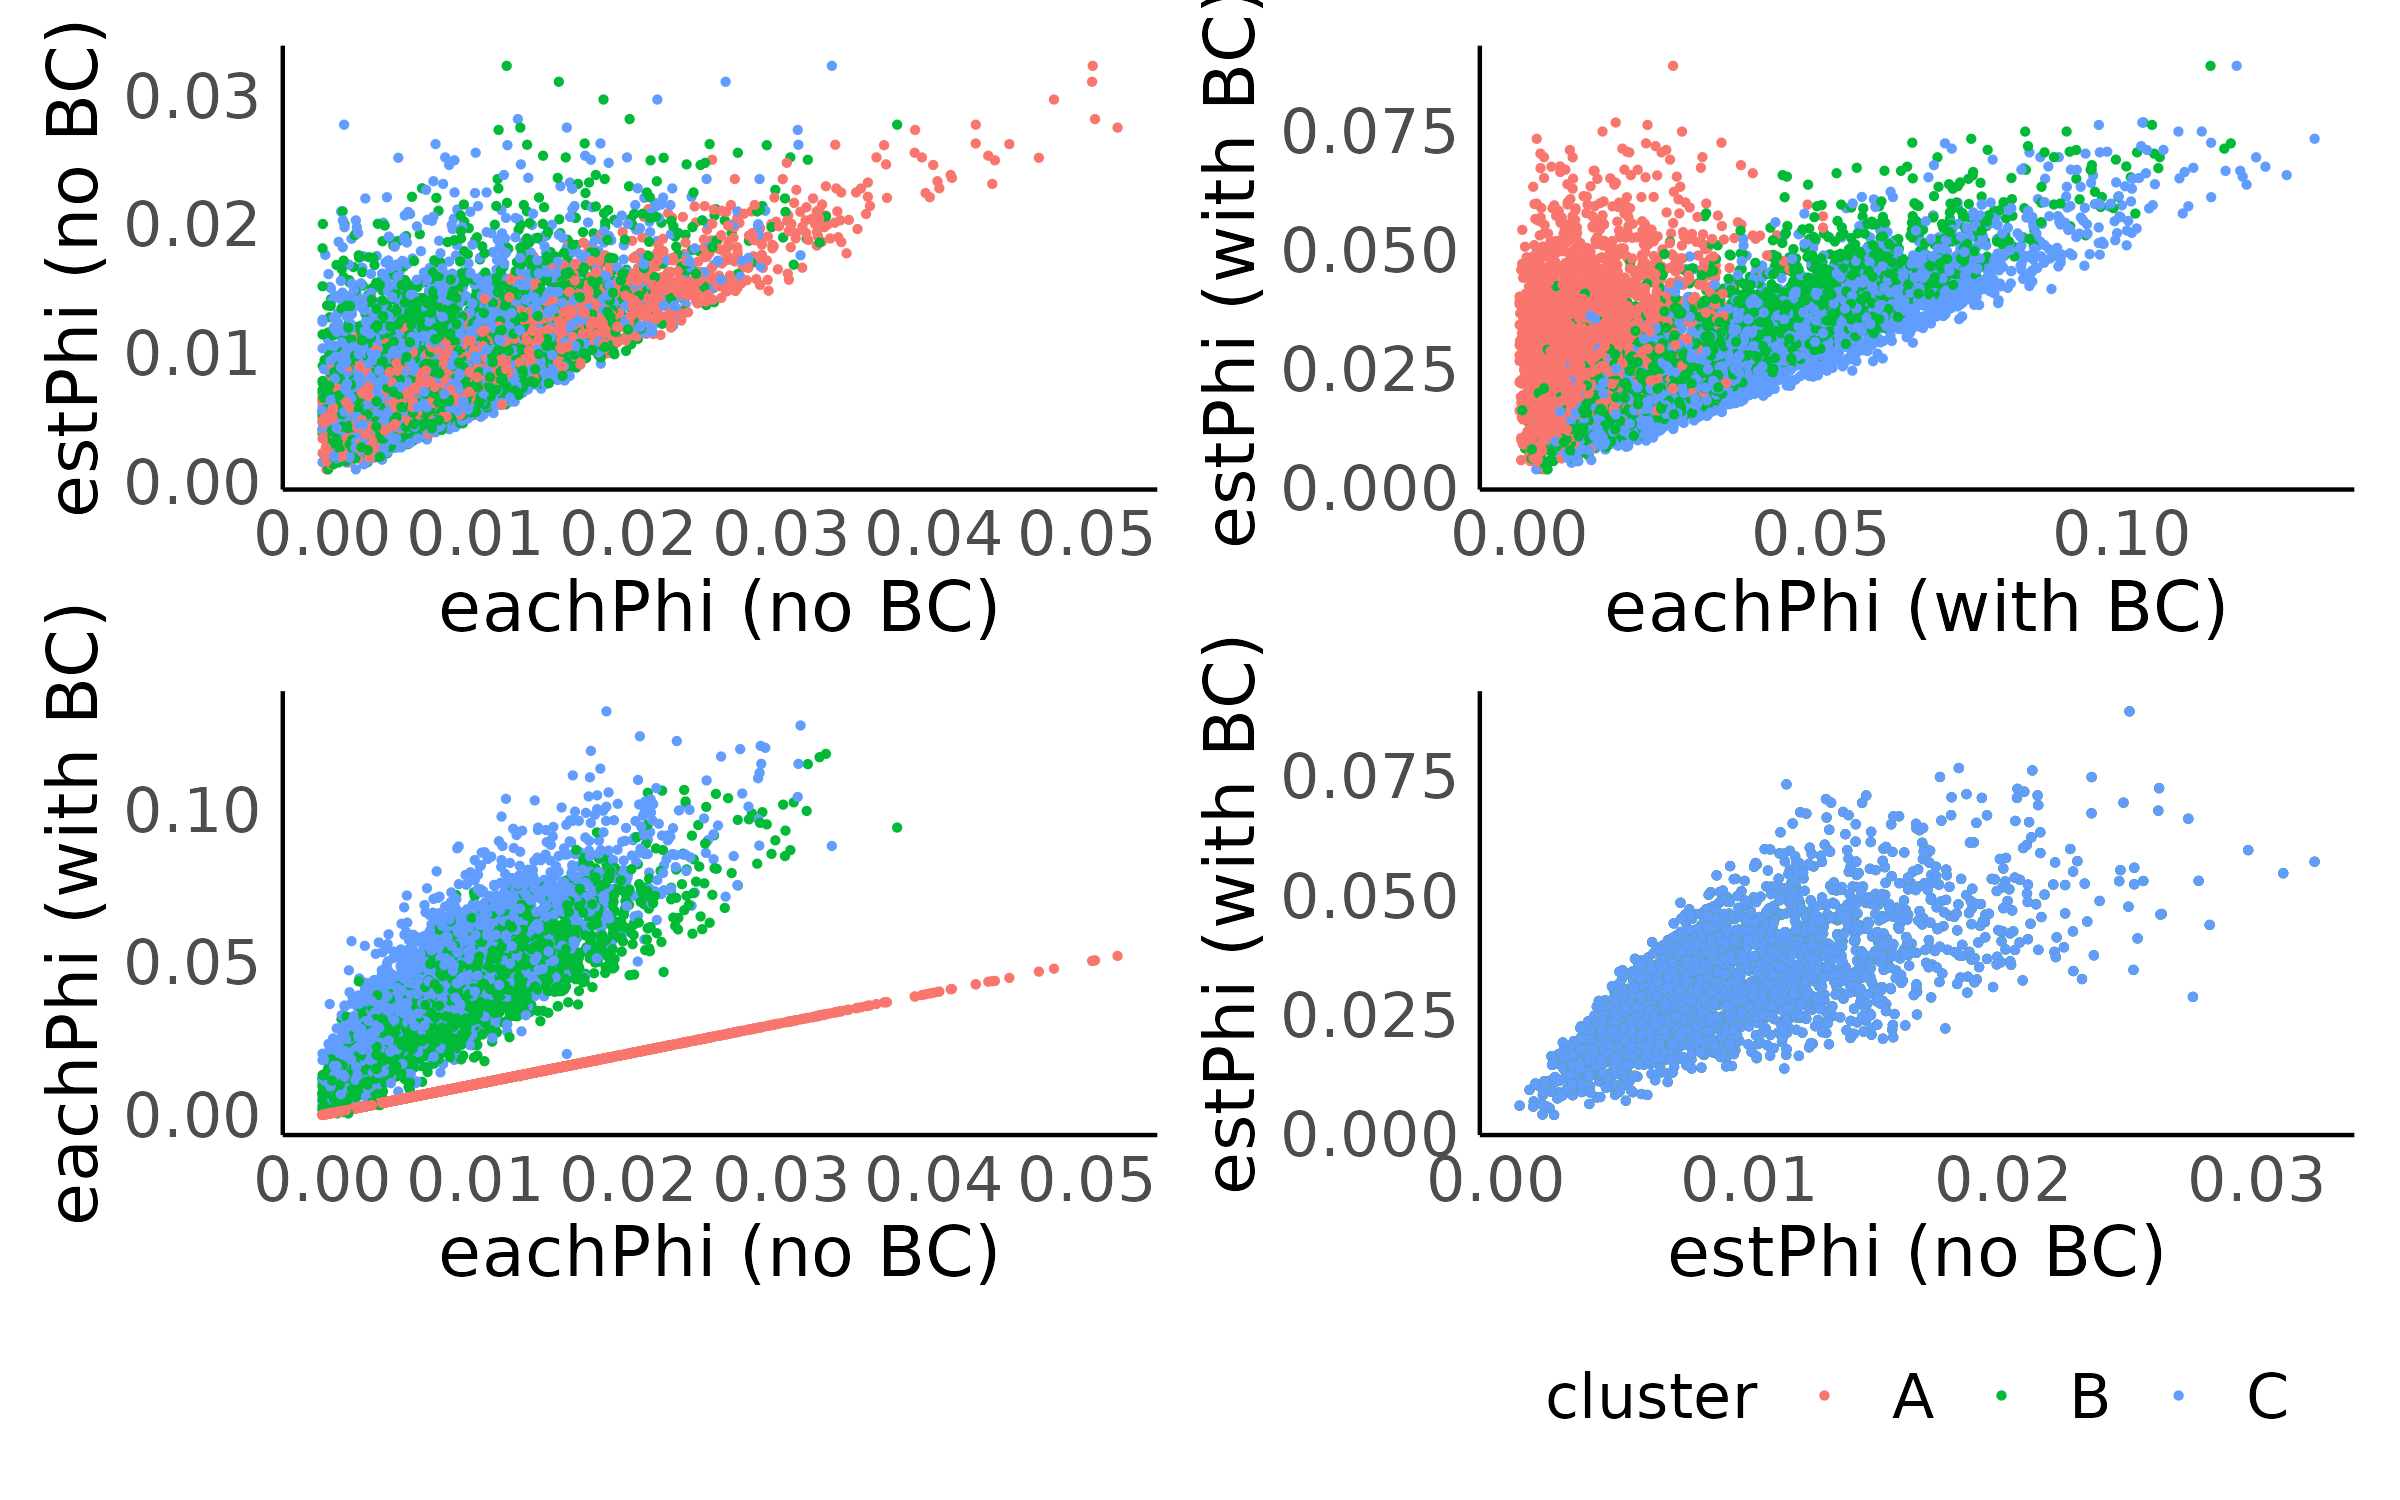 estPhi (no BC)
0.03
0.02
0.01
0.00
0.00 0.01 0.02 0.03 0.04 0.05
eachPhi (no BC)
estPhi (with BC)
0.075
0.050
0.025
0.000
0.00 0.05 0.10
eachPhi (with BC)
eachPhi (with BC)
0.10
0.05
0.00
0.00 0.01 0.02 0.03 0.04 0.05
eachPhi (no BC)
estPhi (with BC)
0.075
0.050
0.025
0.000
0.00 0.01 0.02 0.03
estPhi (no BC)
cluster A B C